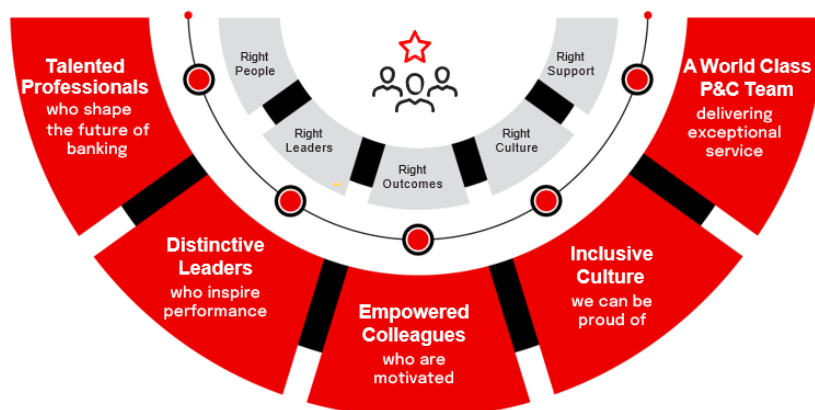 Talented
Professionals
who shape
the future of
banking
Distinctive
Leaders
who inspire
performance
Empowered
Colleagues
who are
motivated
Inclusive
Culture
we can be
proud of
A World Class
P&C Team
delivering
exceptional
service
Right
People
Right
Leaders
Right
Outcomes
Right
Culture
Right
Support